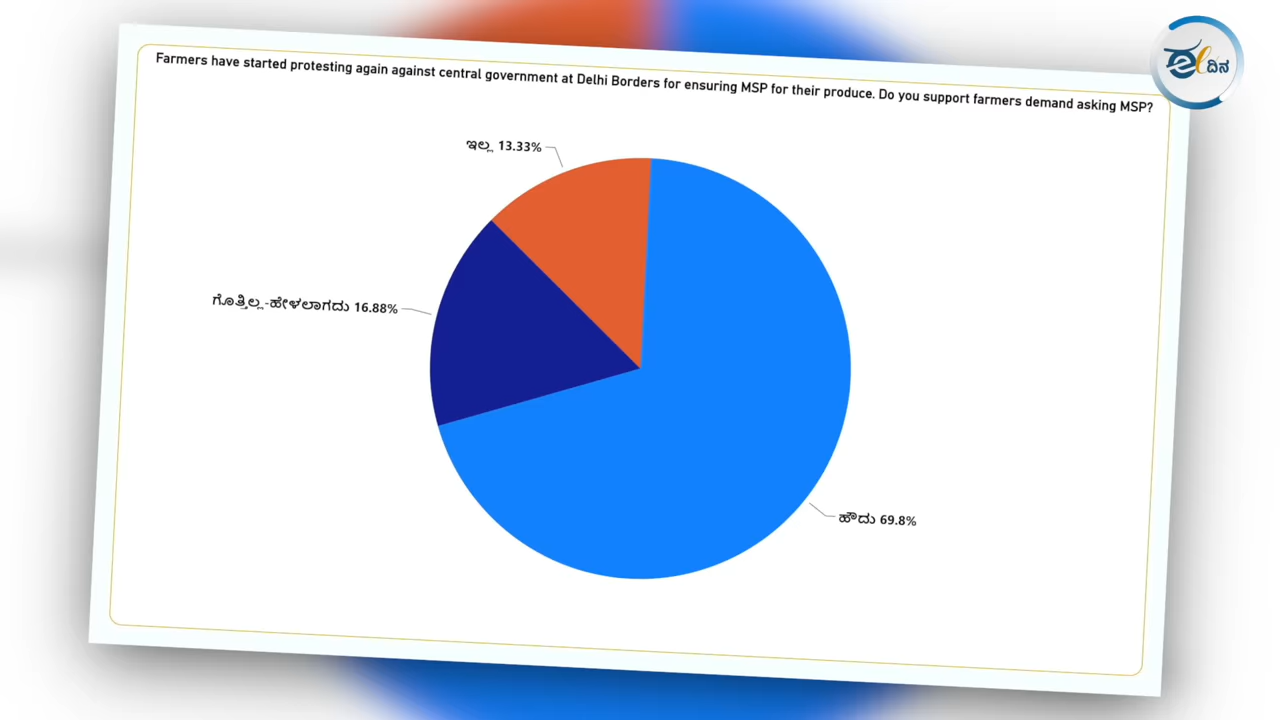 Farmers have started protesting again against central government at Delhi Borders for ensuring MSP for their produce. Do you support farmers demand asking MSP?
ಇಲ್ಲ 13.33%
ಗೊತ್ತಿಲ್ಲ-ಹೇಳಲಾಗದು 16.88%
ಹೌದು 69.8%
ದಿನ